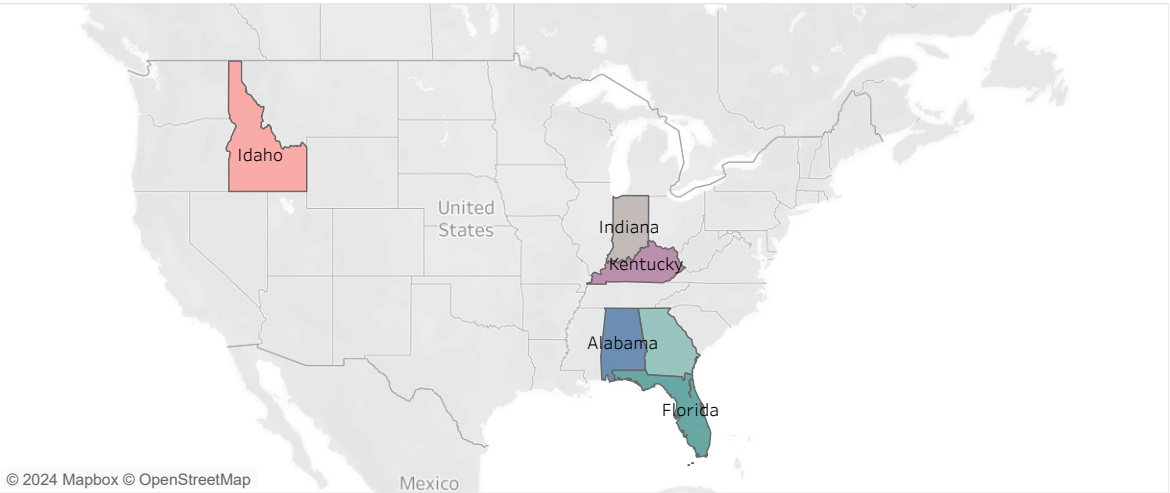 Idaho
United
States
Indiana
Kentucky
Alabama
Florida
Mexico
© 2024 Mapbox © OpenStreetMap